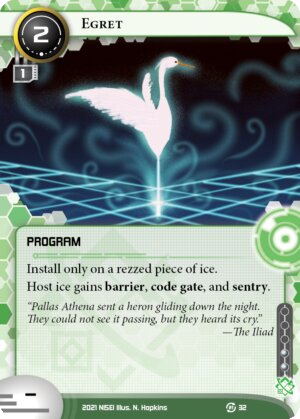 Egret
2
1
PROGRAM
Install only on a rezzed piece of ice.
Host ice gains barrier, code gate, and sentry.
“Pallas Athena sent a heron gliding down the night.
They could not see it passing, but they heard its cry.”
—The Iliad
-
2021 NISEI Illus. N. Hopkins
32